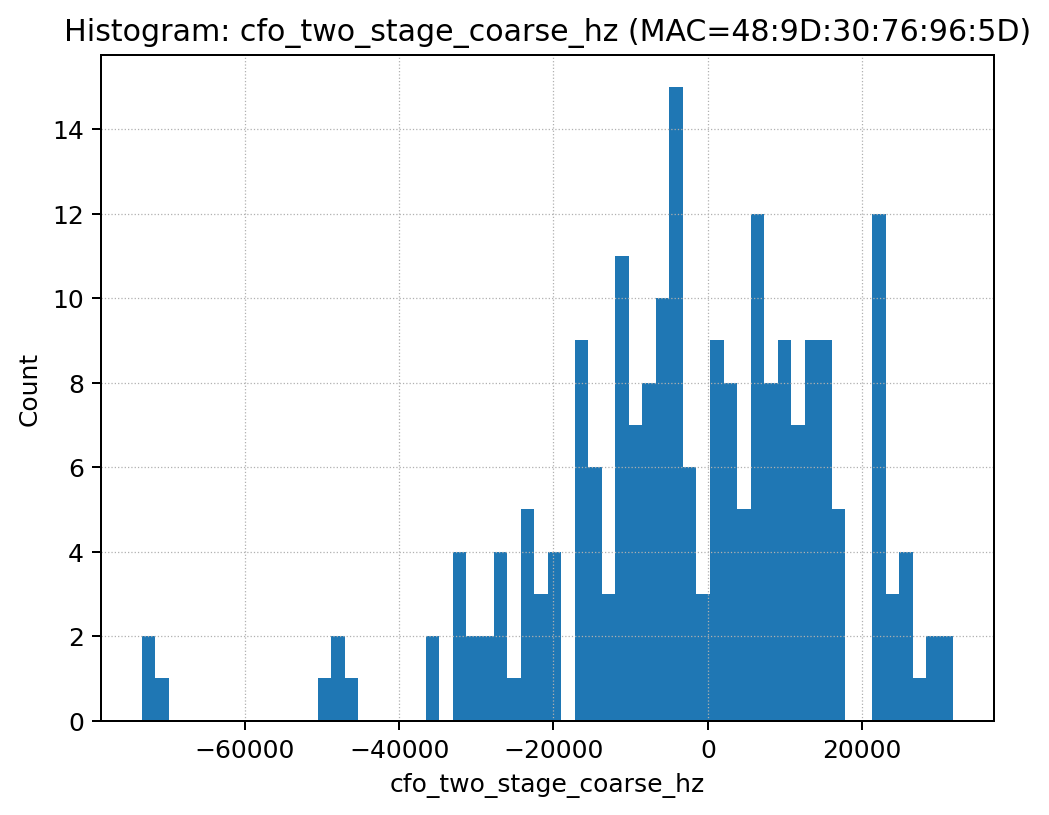 Histogram: cfo_two_stage_coarse_hz (MAC=48:9D:30:76:96:5D)
14
12
10
8
6
4
2
0
Count
−60000 −40000 −20000 0 20000
cfo_two_stage_coarse_hz